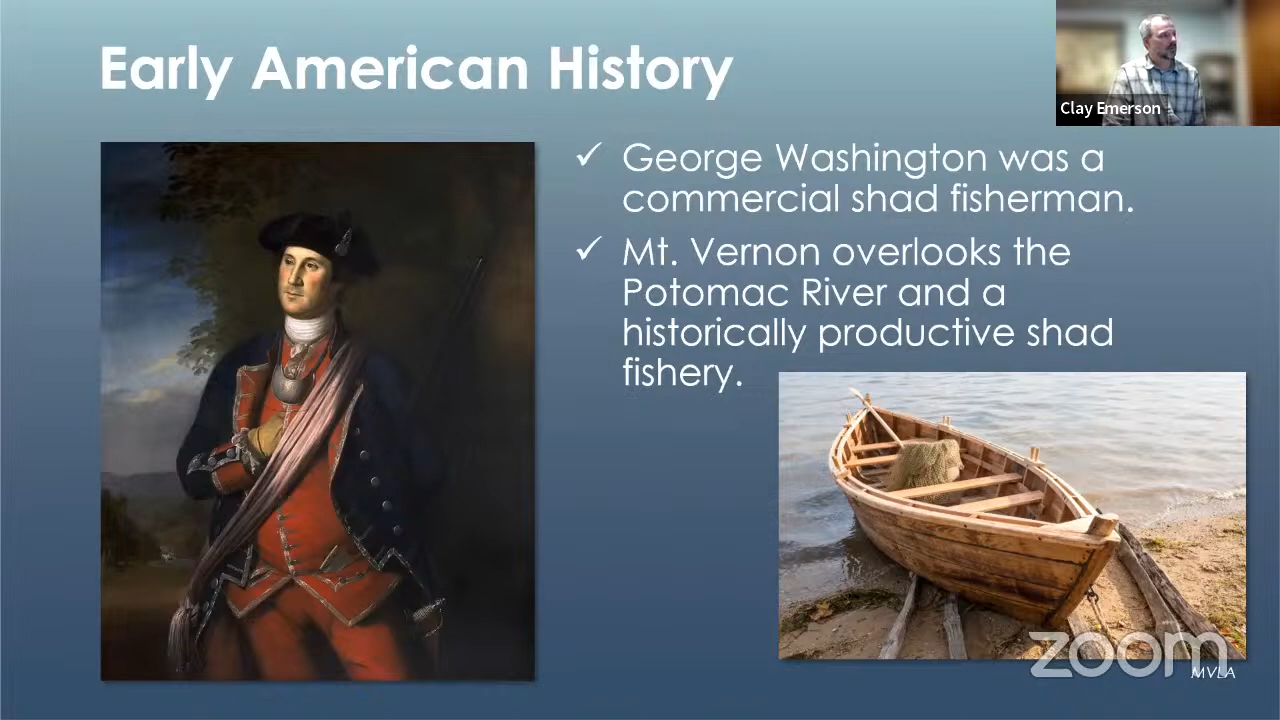 Early American History
Clay Emerson
✓ George Washington was a
commercial shad fisherman.
✓ Mt. Vernon overlooks the
Potomac River and a
historically productive shad
fishery.
zoom
MVLA